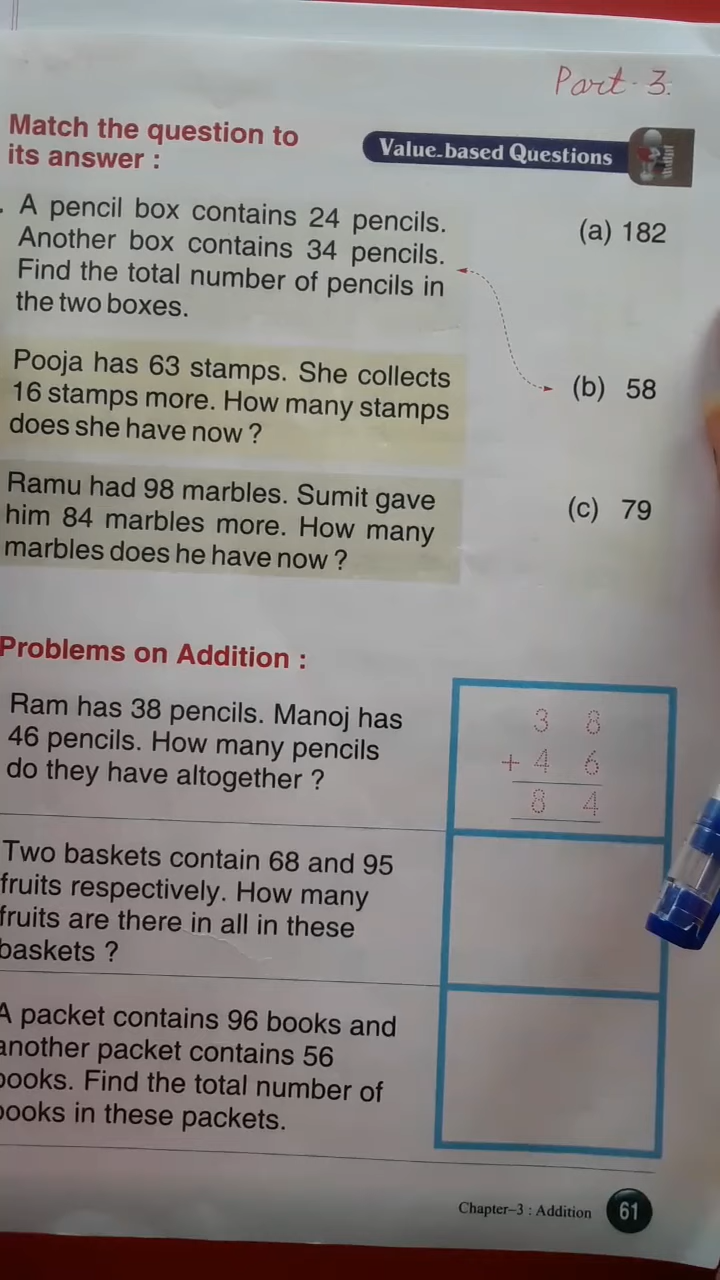 Part-3.
Match the question to
its answer :
Value-based Questions
A pencil box contains 24 pencils.
Another box contains 34 pencils.
Find the total number of pencils in
the two boxes.
(a) 182
Pooja has 63 stamps. She collects
16 stamps more. How many stamps
does she have now ?
(b) 58
Ramu had 98 marbles. Sumit gave
him 84 marbles more. How many
marbles does he have now ?
(c) 79
Problems on Addition :
Ram has 38 pencils. Manoj has
46 pencils. How many pencils
do they have altogether ?
3 8
+ 4 6
8 4
Two baskets contain 68 and 95
fruits respectively. How many
fruits are there in all in these
baskets ?
A packet contains 96 books and
another packet contains 56
books. Find the total number of
books in these packets.
Chapter–3 : Addition 61